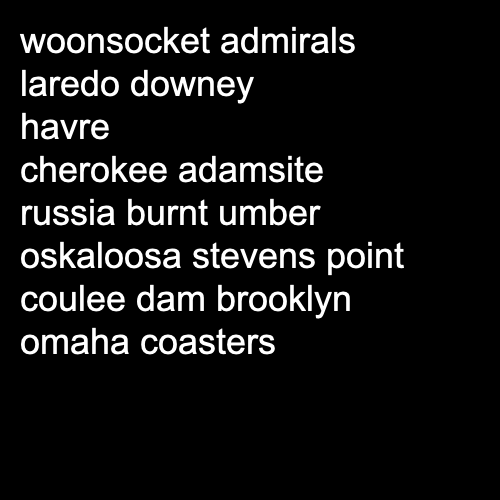 woonsocket admirals
laredo downey
havre
cherokee adamsite
russia burnt umber
oskaloosa stevens point
coulee dam brooklyn
omaha coasters